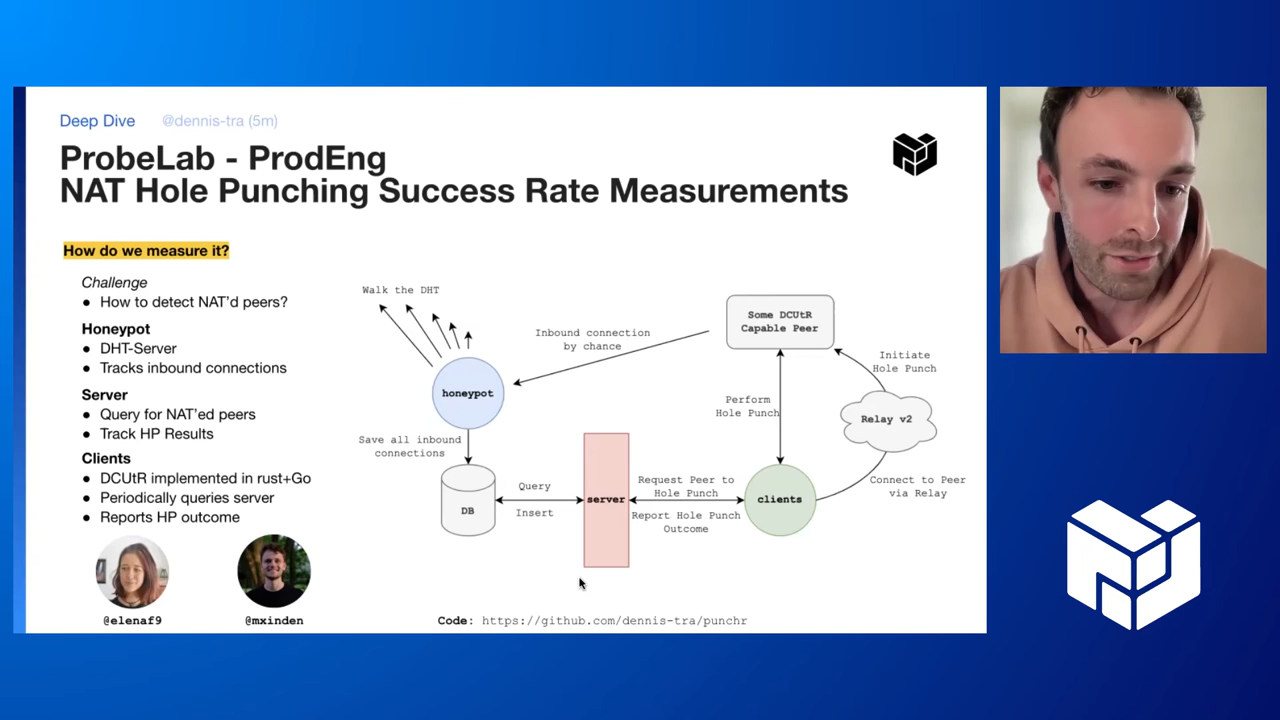 Deep Dive @dennis-tra (5m)
ProbeLab - ProdEng
NAT Hole Punching Success Rate Measurements
How do we measure it?
Challenge
● How to detect NAT'd peers?
Honeypot
● DHT-Server
● Tracks inbound connections
Server
● Query for NAT'ed peers
● Track HP Results
Clients
● DCUtR implemented in rust+Go
● Periodically queries server
● Reports HP outcome
@elenaf9
@mxinden
Walk the DHT
honeypot
Inbound connection
by chance
Some DCUtR
Capable Peer
Initiate
Hole Punch
Perform
Hole Punch
Relay v2
Save all inbound
connections
DB
Query
Insert
server
Request Peer to
Hole Punch
Report Hole Punch
Outcome
clients
Connect to Peer
via Relay
Code: https://github.com/dennis-tra/punchr